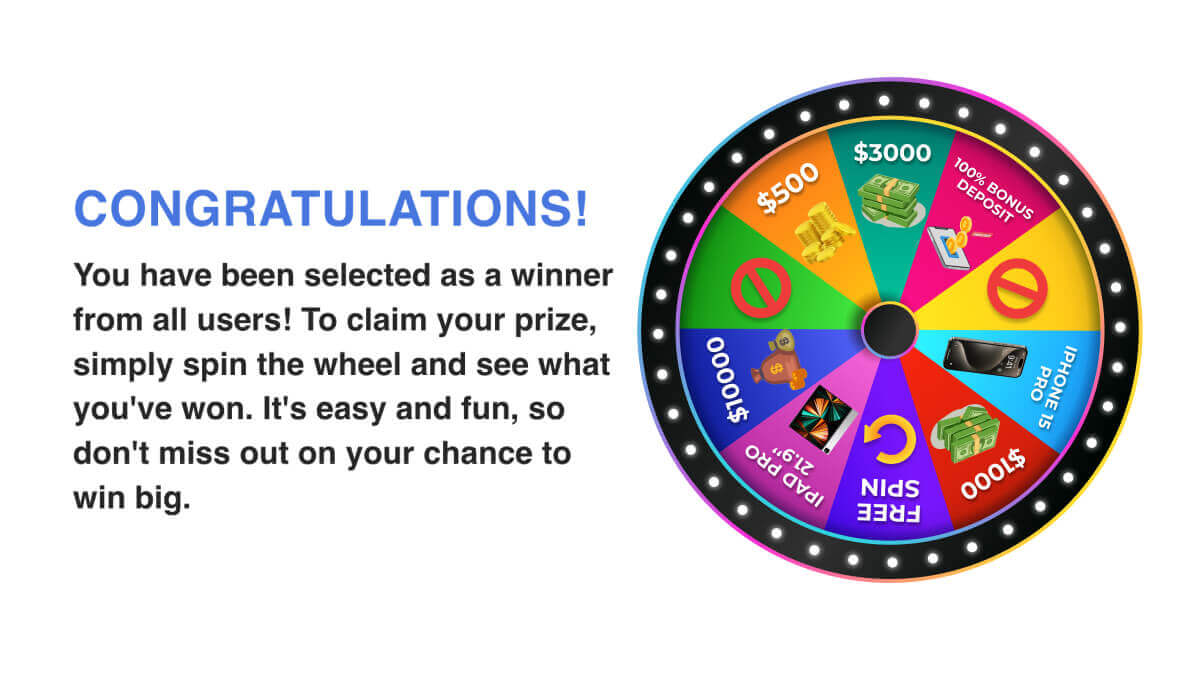 CONGRATULATIONS!
You have been selected as a winner
from all users! To claim your prize,
simply spin the wheel and see what
you've won. It's easy and fun, so
don't miss out on your chance to
win big.
$3000
100% BONUS
DEPOSIT
IPHONE 15
PRO
$1000
FREE
SPIN
IPAD PRO
21,9”
$10000
$500